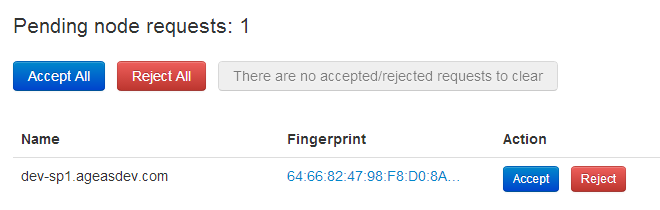 Pending node requests: 1
Accept All Reject All There are no accepted/rejected requests to clear
Name Fingerprint Action
dev-sp1.ageasdev.com 64:66:82:47:98:F8:D0:8A... Accept Reject